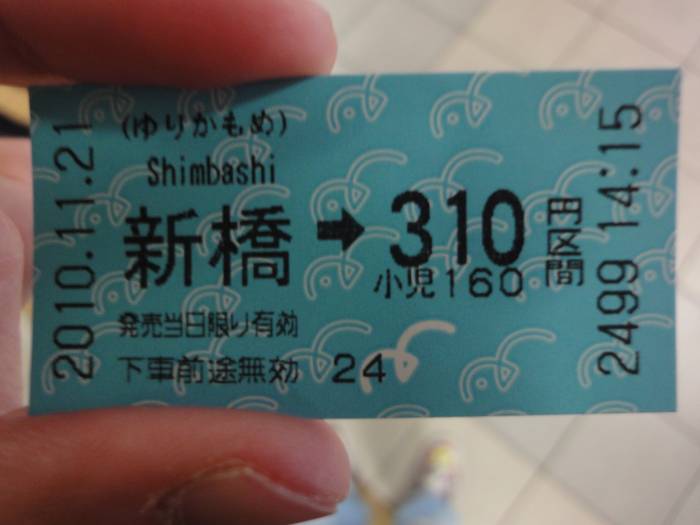 2010.11.21
(ゆりかもめ)
Shimbashi
新橋➡310円区間
小児160
発売当日限り有効
下車前途無効 24
2499 14:15